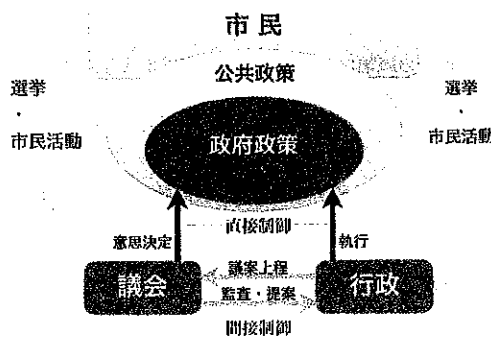 市民
公共政策
選挙
・
市民活動
選挙
・
市民活動
政府政策
直接制御
意思決定
執行
議案上程
議会
行政
監査・提案
間接制御